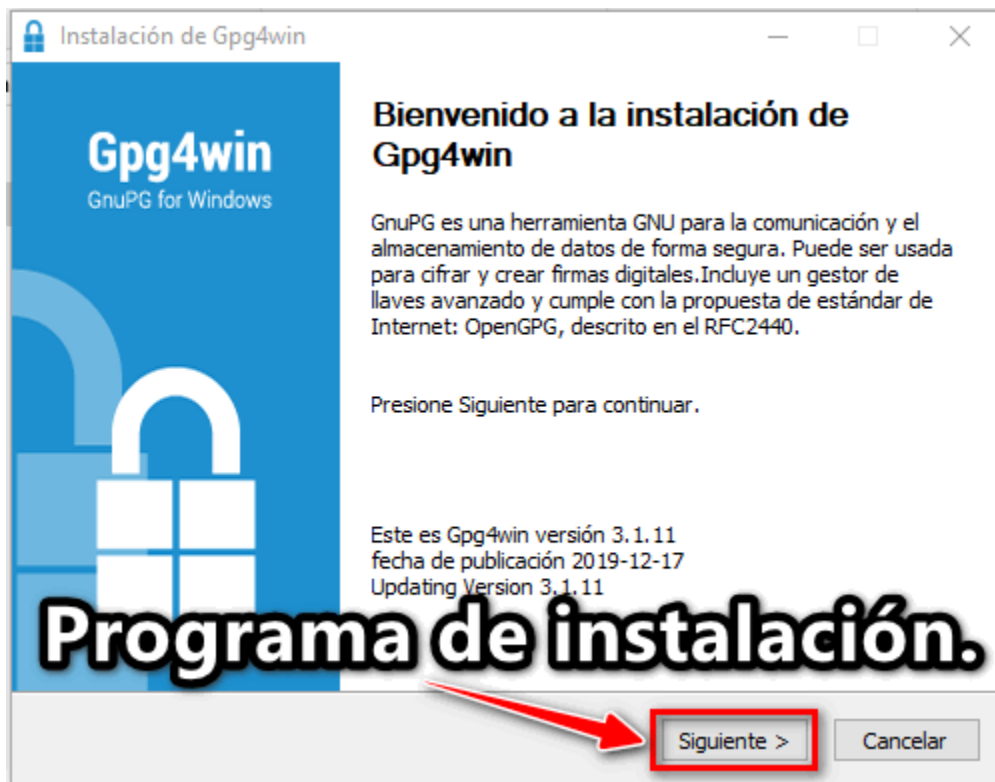 Instalación de Gpg4win
Gpg4win
GnuPG for Windows
Bienvenido a la instalación de
Gpg4win
GnuPG es una herramienta GNU para la comunicación y el
almacenamiento de datos de forma segura. Puede ser usada
para cifrar y crear firmas digitales.Incluye un gestor de
llaves avanzado y cumple con la propuesta de estándar de
Internet: OpenGPG, descrito en el RFC2440.
Presione Siguiente para continuar.
Este es Gpg4win versión 3.1.11
fecha de publicación 2019-12-17
Updating Version 3.1.11
Programa de instalación.
Siguiente >
Cancelar